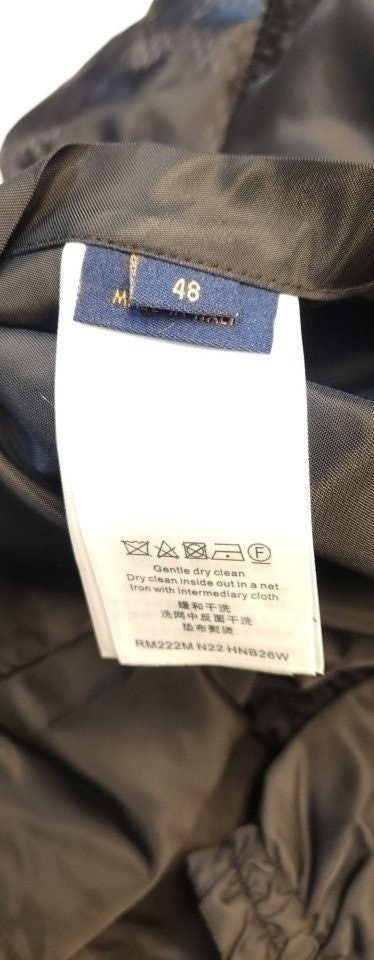 48
Gentle dry clean
Dry clean inside out in a net
Iron with intermediary cloth
缓和干洗
洗网中反面干洗
垫布熨烫
RM222M N22 HNB26W